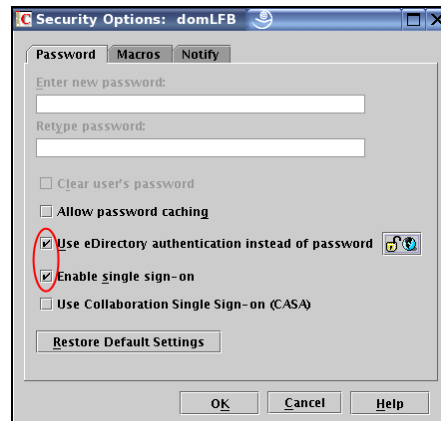 Security Options: domLFB
Password Macros Notify
Enter new password:
Retype password:
Clear user's password
Allow password caching
Use eDirectory authentication instead of password
Enable single sign-on
Use Collaboration Single Sign-on (CASA)
Restore Default Settings
OK Cancel Help